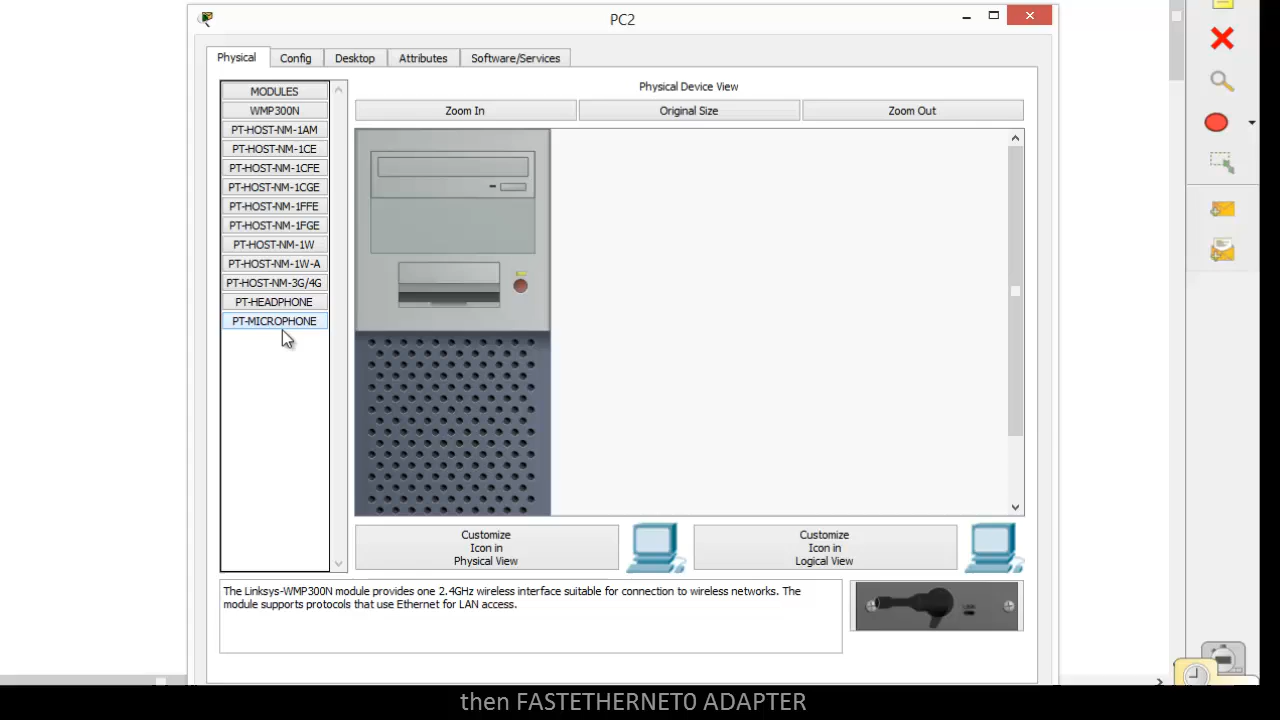 PC2
Physical
Config
Desktop
Attributes
Software/Services
MODULES
WMP300N
PT-HOST-NM-1AM
PT-HOST-NM-1CE
PT-HOST-NM-1CFE
PT-HOST-NM-1CGE
PT-HOST-NM-1FFE
PT-HOST-NM-1FGE
PT-HOST-NM-1W
PT-HOST-NM-1W-A
PT-HOST-NM-3G/4G
PT-HEADPHONE
PT-MICROPHONE
Physical Device View
Zoom In
Original Size
Zoom Out
Customize
Icon in
Physical View
Customize
Icon in
Logical View
The Linksys-WMP300N module provides one 2.4GHz wireless interface suitable for connection to wireless networks. The
module supports protocols that use Ethernet for LAN access.
then FASTETHERNET0 ADAPTER